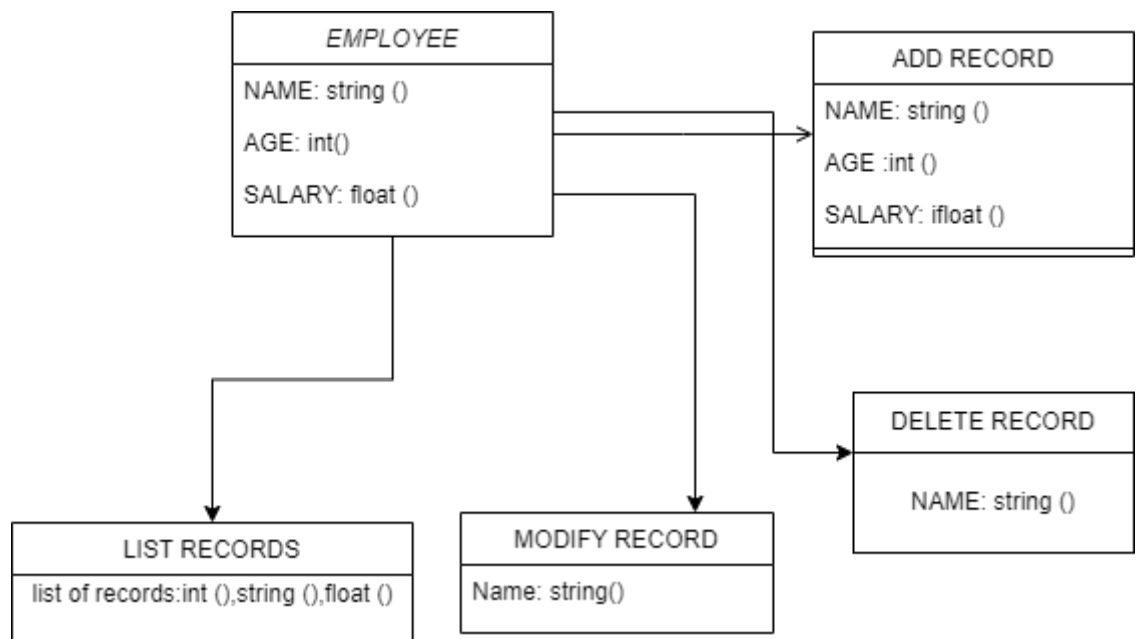 EMPLOYEE
NAME: string ()
AGE: int()
SALARY: float ()
ADD RECORD
NAME: string ()
AGE :int ()
SALARY: ifloat ()
DELETE RECORD
NAME: string ()
LIST RECORDS
list of records:int (),string (),float ()
MODIFY RECORD
Name: string()